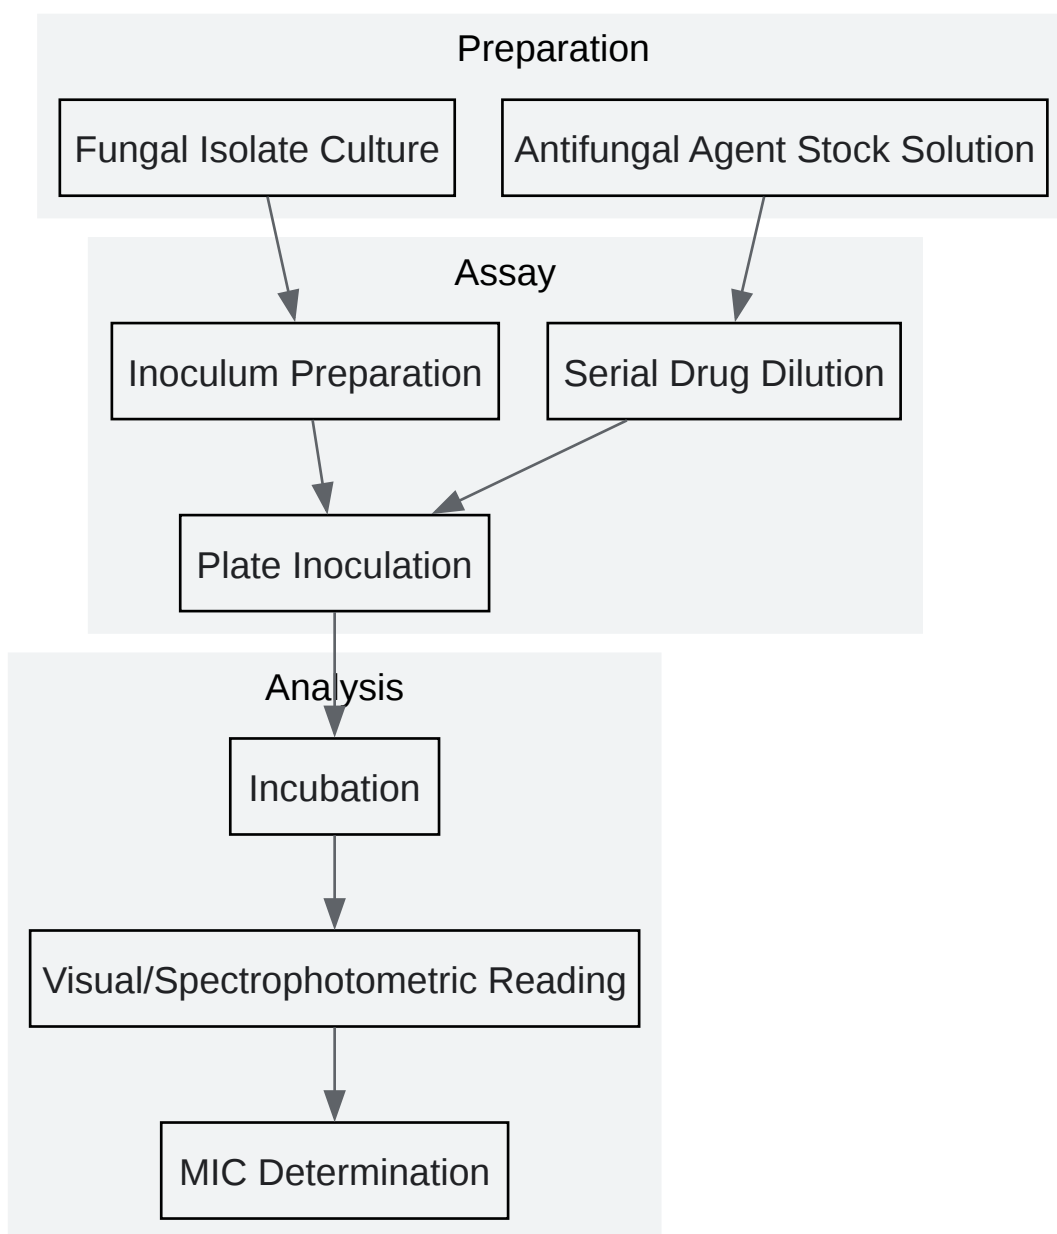 Preparation
Fungal Isolate Culture
Antifungal Agent Stock Solution
Assay
Inoculum Preparation
Serial Drug Dilution
Plate Inoculation
Analysis
Incubation
Visual/Spectrophotometric Reading
MIC Determination